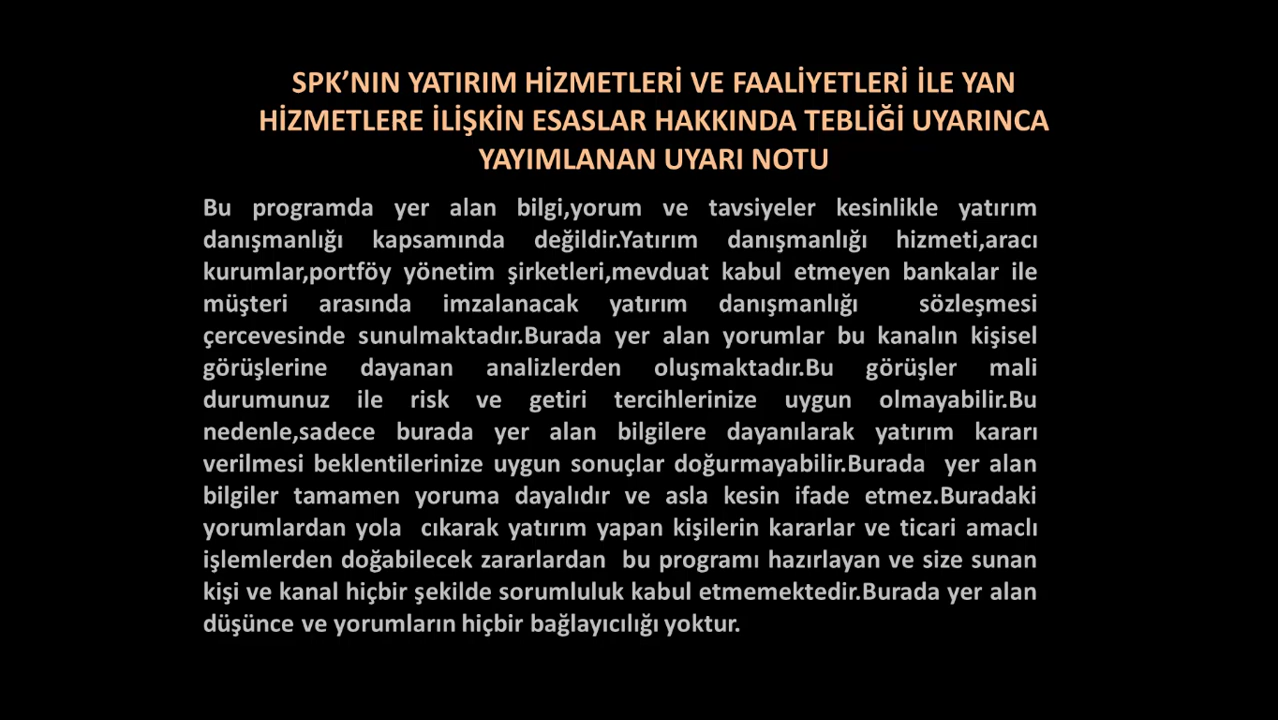 SPK’NIN YATIRIM HİZMETLERİ VE FAALİYETLERİ İLE YAN
HİZMETLERE İLİŞKİN ESASLAR HAKKINDA TEBLİĞİ UYARINCA
YAYIMLANAN UYARI NOTU
Bu programda yer alan bilgi,yorum ve tavsiyeler kesinlikle yatırım
danışmanlığı kapsamında değildir.Yatırım danışmanlığı hizmeti,aracı
kurumlar,portföy yönetim şirketleri,mevduat kabul etmeyen bankalar ile
müşteri arasında imzalanacak yatırım danışmanlığı sözleşmesi
çercevesinde sunulmaktadır.Burada yer alan yorumlar bu kanalın kişisel
görüşlerine dayanan analizlerden oluşmaktadır.Bu görüşler mali
durumunuz ile risk ve getiri tercihlerinize uygun olmayabilir.Bu
nedenle,sadece burada yer alan bilgilere dayanılarak yatırım kararı
verilmesi beklentilerinize uygun sonuçlar doğurmayabilir.Burada yer alan
bilgiler tamamen yoruma dayalıdır ve asla kesin ifade etmez.Buradaki
yorumlardan yola cıkarak yatırım yapan kişilerin kararlar ve ticari amaclı
işlemlerden doğabilecek zararlardan bu programı hazırlayan ve size sunan
kişi ve kanal hiçbir şekilde sorumluluk kabul etmemektedir.Burada yer alan
düşünce ve yorumların hiçbir bağlayıcılığı yoktur.